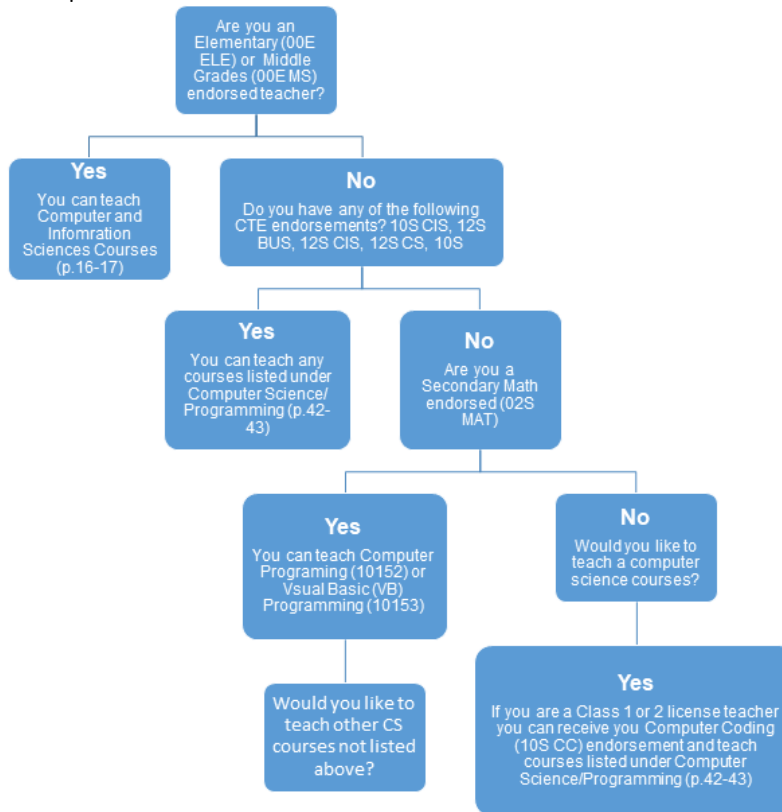 Are you an
Elementary (00E
ELE) or Middle
Grades (00E MS)
endorsed teacher?
Yes
You can teach
Computer and
Infomration
Sciences Courses
(p.16-17)
No
Do you have any of the following
CTE endorsements? 10S CIS, 12S
BUS, 12S CIS, 12S CS, 10S
Yes
You can teach any
courses listed under
Computer Science/
Programming (p.42-
43)
No
Are you a
Secondary Math
endorsed (02S
MAT)
Yes
You can teach Computer
Programing (10152) or
Vsual Basic (VB)
Programming (10153)
No
Would you like to
teach a computer
science courses?
Would you like to
teach other CS
courses not listed
above?
Yes
If you are a Class 1 or 2 license teacher
you can receive you Computer Coding
(10S CC) endorsement and teach
courses listed under Computer
Science/Programming (p.42-43)